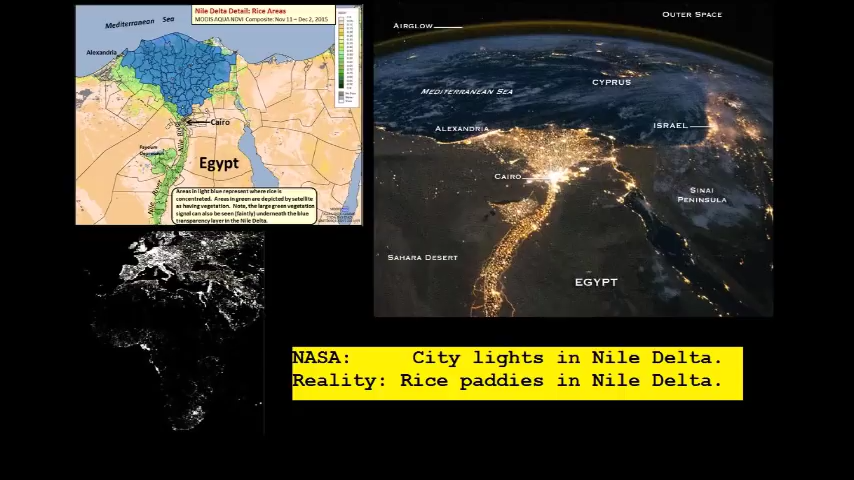 Nile Delta Detail: Rice Areas
MODIS AQUA NDVI Composite: Nov 11 – Dec 2, 2015
Mediterranean Sea
Alexandria
Cairo
Egypt
Areas in light blue represent where rice is
concentrated. Areas in green are depicted by satellite
as having vegetation. Note, the large green vegetation
signal can also be seen (faintly) underneath the blue
transparency layer in the Nile Delta.
AIRGLOW
OUTER SPACE
CYPRUS
MEDITERRANEAN SEA
ALEXANDRIA
ISRAEL
CAIRO
SINAI
PENINSULA
SAHARA DESERT
EGYPT
NASA: City lights in Nile Delta.
Reality: Rice paddies in Nile Delta.